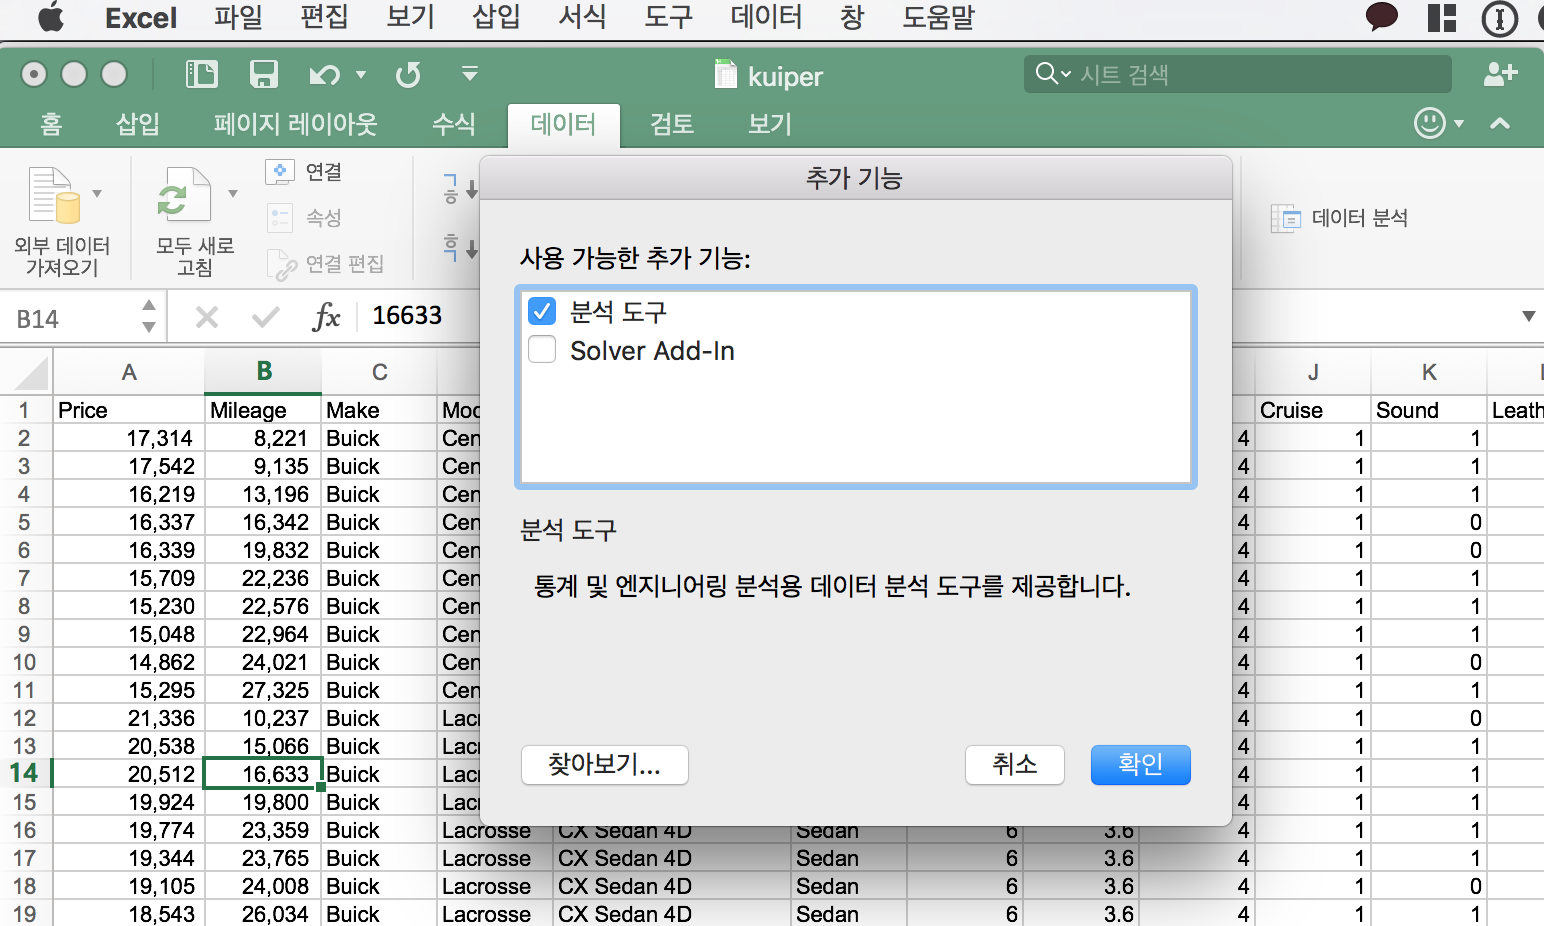 Excel 파일 편집 보기 삽입 서식 도구 데이터 창 도움말
kuiper
시트 검색
홈 삽입 페이지 레이아웃 수식 데이터 검토 보기
외부 데이터 가져오기
모두 새로 고침
연결
속성
연결 편집
데이터 분석
추가 기능
사용 가능한 추가 기능:
분석 도구
Solver Add-In
분석 도구
통계 및 엔지니어링 분석용 데이터 분석 도구를 제공합니다.
찾아보기... 취소 확인
B14 fx 16633
A B C J K
1 Price Mileage Make Cruise Sound
2 17,314 8,221 Buick 4 1 1
3 17,542 9,135 Buick 4 1 1
4 16,219 13,196 Buick 4 1 1
5 16,337 16,342 Buick 4 1 0
6 16,339 19,832 Buick 4 1 0
7 15,709 22,236 Buick 4 1 1
8 15,230 22,576 Buick 4 1 1
9 15,048 22,964 Buick 4 1 1
10 14,862 24,021 Buick 4 1 0
11 15,295 27,325 Buick 4 1 1
12 21,336 10,237 Buick 4 1 0
13 20,538 15,066 Buick 4 1 1
14 20,512 16,633 Buick 4 1 1
15 19,924 19,800 Buick 4 1 1
16 19,774 23,359 Buick Lacrosse CX Sedan 4D Sedan 6 3.6 4 1 1
17 19,344 23,765 Buick Lacrosse CX Sedan 4D Sedan 6 3.6 4 1 1
18 19,105 24,008 Buick Lacrosse CX Sedan 4D Sedan 6 3.6 4 1 0
19 18,543 26,034 Buick Lacrosse CX Sedan 4D Sedan 6 3.6 4 1 1